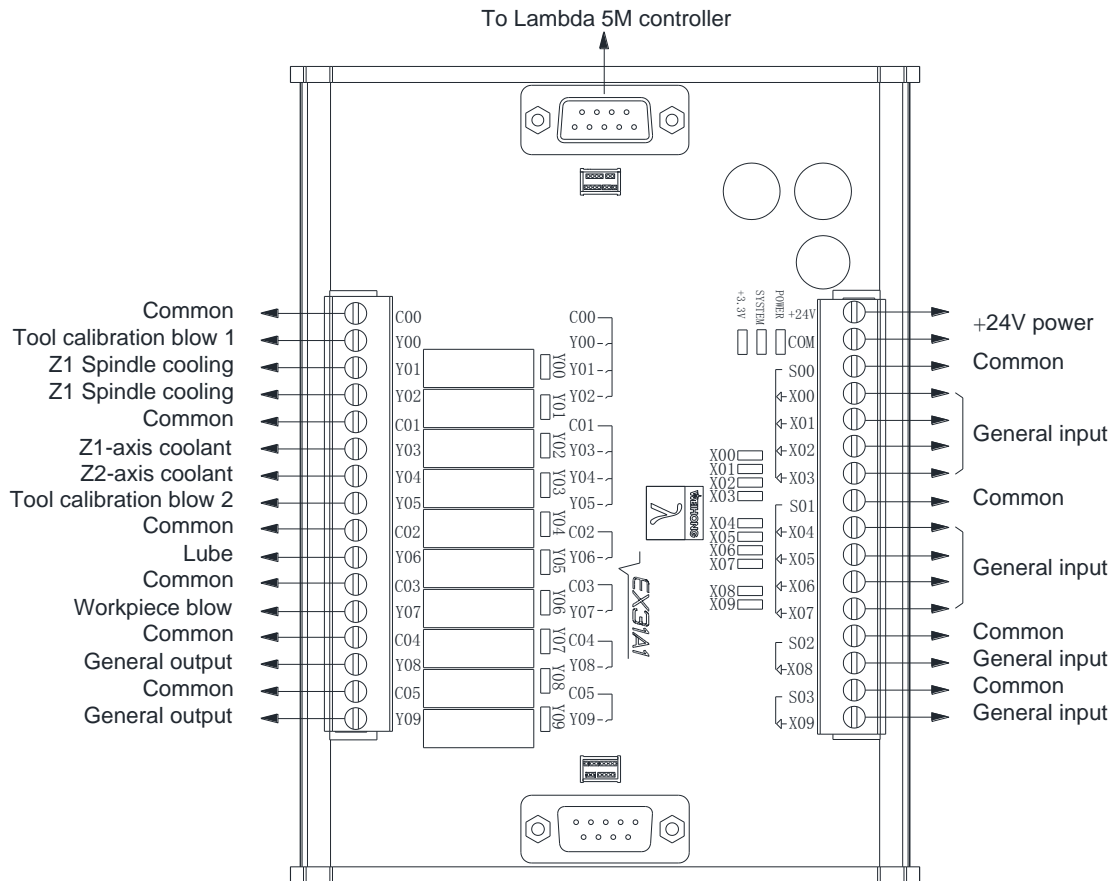 To Lambda 5M controller
Common
Tool calibration blow 1
Z1 Spindle cooling
Z1 Spindle cooling
Common
Z1-axis coolant
Z2-axis coolant
Tool calibration blow 2
Common
Lube
Common
Workpiece blow
Common
General output
Common
General output
C00
Y00
Y01
Y02
C01
Y03
Y04
Y05
C02
Y06
C03
Y07
C04
Y08
C05
Y09
Y00
Y01
Y02
Y03
Y04
Y05
Y06
Y07
Y08
Y09
C00
Y00
Y01
Y02
C01
Y03
Y04
Y05
C02
Y06
C03
Y07
C04
Y08
C05
Y09
EX31A1
WEIHONG
+3.3V
SYSTEM
POWER
X00
X01
X02
X03
X04
X05
X06
X07
X08
X09
+24V
COM
S00
X00
X01
X02
X03
S01
X04
X05
X06
X07
S02
X08
S03
X09
+24V power
Common
General input
Common
General input
Common
General input
Common
General input